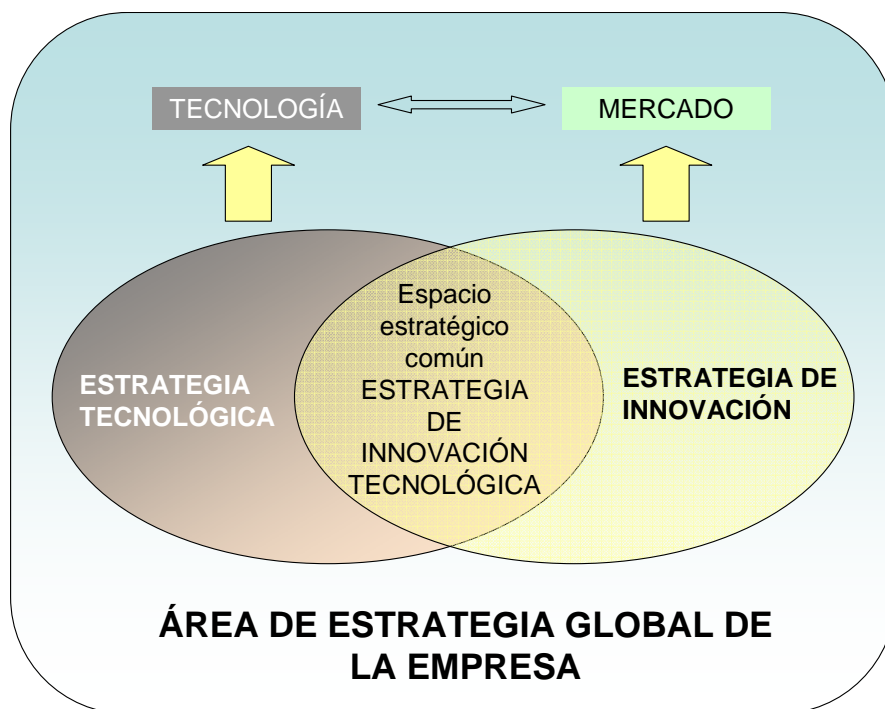 TECNOLOGÍA
MERCADO
Espacio
estratégico
común
ESTRATEGIA
DE
INNOVACIÓN
TECNOLÓGICA
ESTRATEGIA
TECNOLÓGICA
ESTRATEGIA DE
INNOVACIÓN
ÁREA DE ESTRATEGIA GLOBAL DE
LA EMPRESA